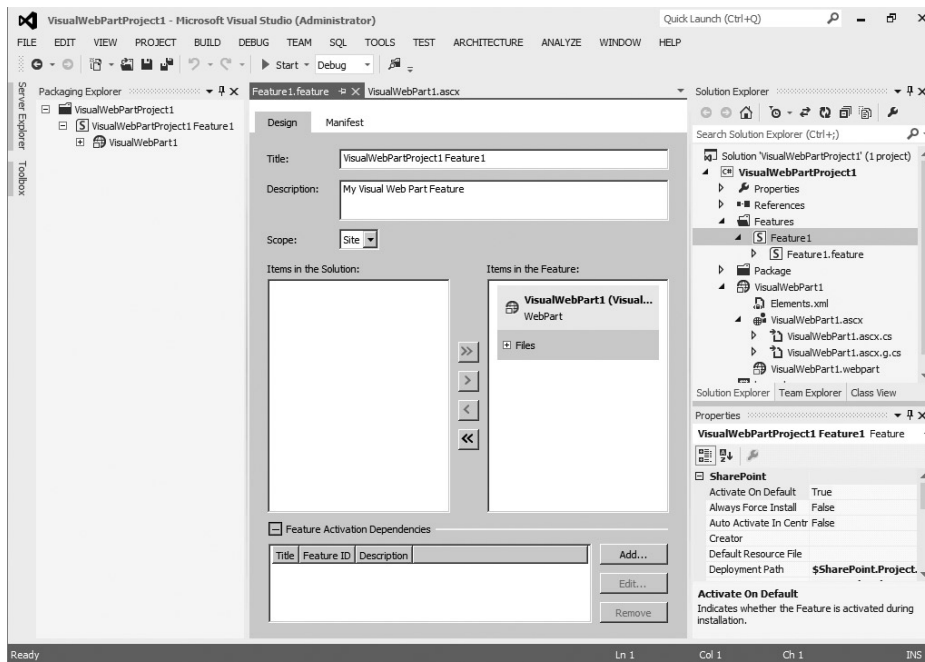 VisualWebPartProject1 - Microsoft Visual Studio (Administrator)
Quick Launch (Ctrl+Q)
FILE EDIT VIEW PROJECT BUILD DEBUG TEAM SQL TOOLS TEST ARCHITECTURE ANALYZE WINDOW HELP
Start Debug
Server Explorer
Toolbox
Packaging Explorer
VisualWebPartProject1
VisualWebPartProject1 Feature1
VisualWebPart1
Feature1.feature VisualWebPart1.ascx
Design Manifest
Title: VisualWebPartProject1 Feature1
Description: My Visual Web Part Feature
Scope: Site
Items in the Solution: Items in the Feature:
VisualWebPart1 (Visual...
WebPart
Files
Feature Activation Dependencies
Title Feature ID Description
Add...
Edit...
Remove
Solution Explorer
Search Solution Explorer (Ctrl+;)
Solution 'VisualWebPartProject1' (1 project)
VisualWebPartProject1
Properties
References
Features
Feature1
Feature1.feature
Package
VisualWebPart1
Elements.xml
VisualWebPart1.ascx
VisualWebPart1.ascx.cs
VisualWebPart1.ascx.g.cs
VisualWebPart1.webpart
Solution Explorer Team Explorer Class View
Properties
VisualWebPartProject1 Feature1 Feature
SharePoint
Activate On Default True
Always Force Install False
Auto Activate In Centr False
Creator
Default Resource File
Deployment Path $SharePoint.Project.
Activate On Default
Indicates whether the Feature is activated during
installation.
Ready Ln 1 Col 1 Ch 1 INS